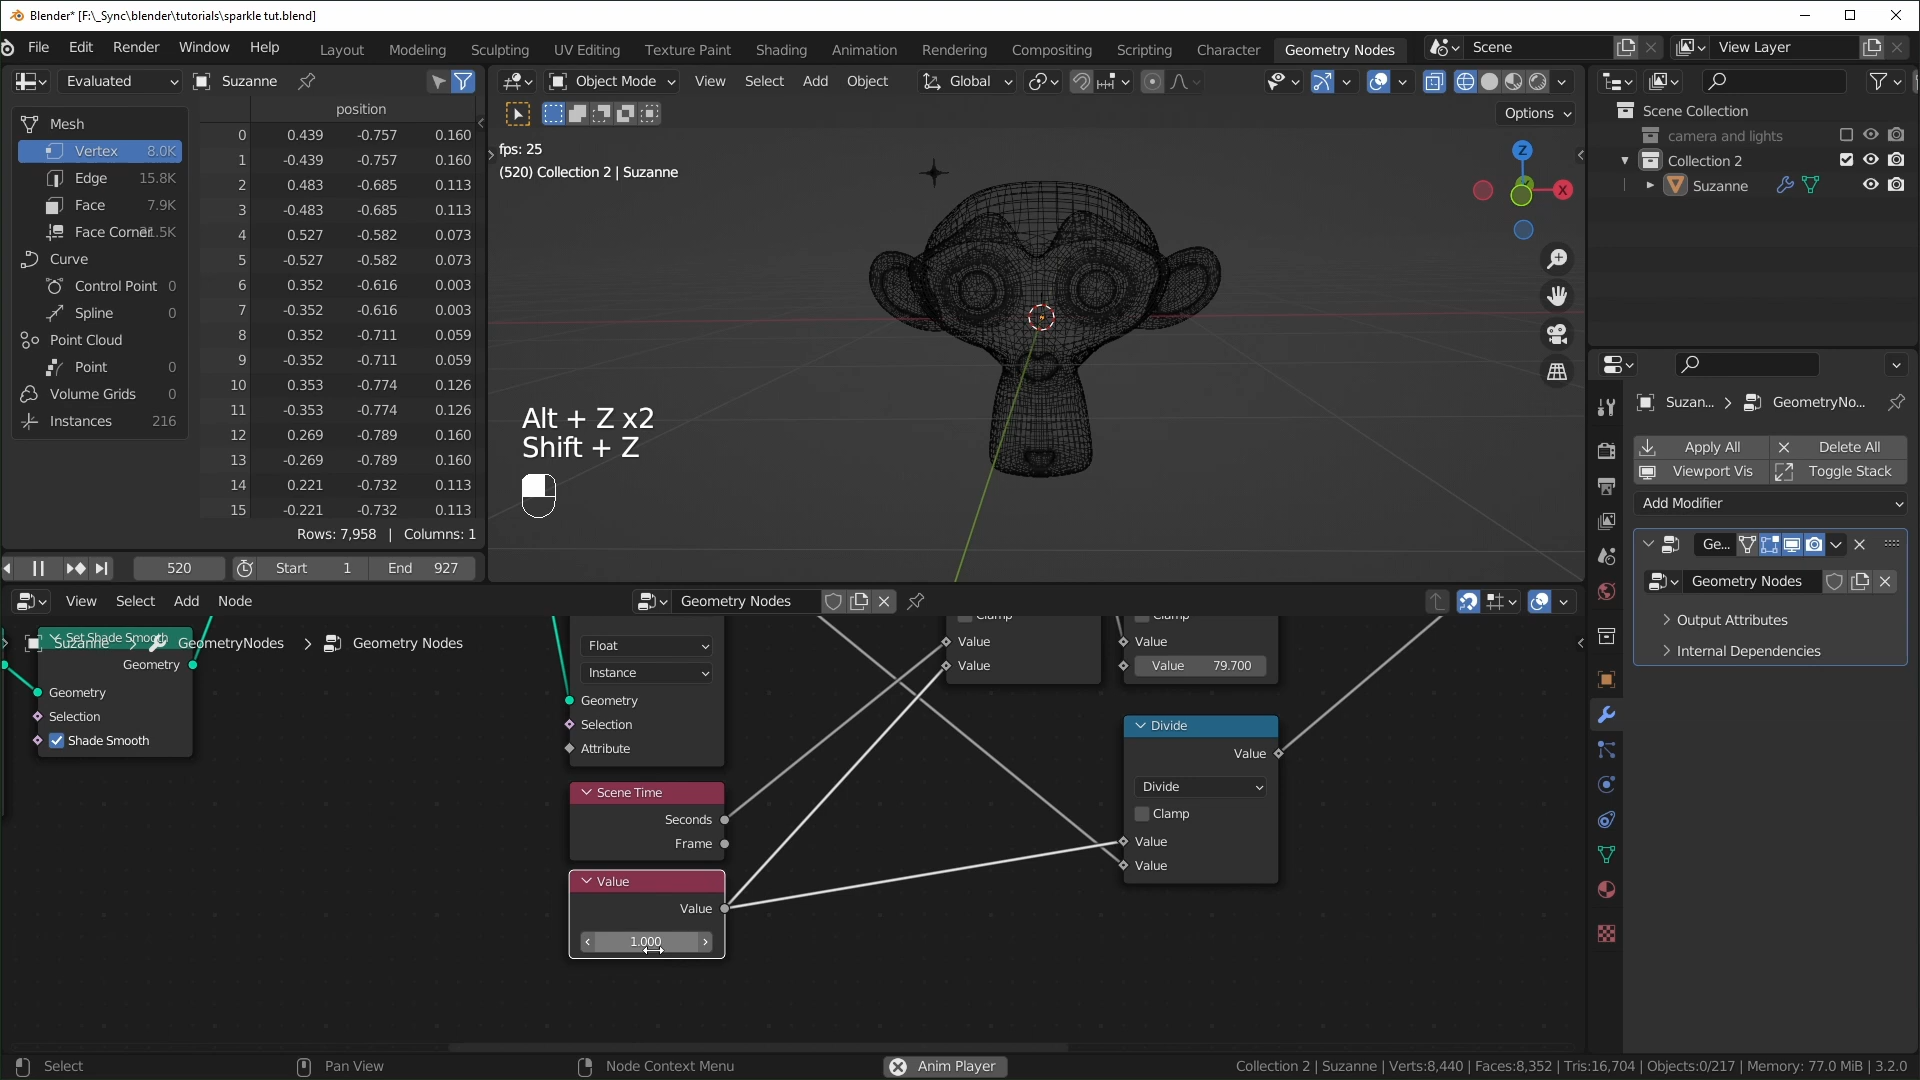 Blender* [F:\_Sync\blender\tutorials\sparkle tut.blend]
File Edit Render Window Help Layout Modeling Sculpting UV Editing Texture Paint Shading Animation Rendering Compositing Scripting Character Geometry Nodes Scene View Layer
Evaluated Suzanne
Object Mode View Select Add Object Global
Options
position
Mesh
Vertex 8.0K
Edge 15.8K
Face 7.9K
Face Corner 31.5K
Curve
Control Point 0
Spline 0
Point Cloud
Point 0
Volume Grids 0
Instances 216
0 0.439 -0.757 0.160
1 -0.439 -0.757 0.160
2 0.483 -0.685 0.113
3 -0.483 -0.685 0.113
4 0.527 -0.582 0.073
5 -0.527 -0.582 0.073
6 0.352 -0.616 0.003
7 -0.352 -0.616 0.003
8 0.352 -0.711 0.059
9 -0.352 -0.711 0.059
10 0.353 -0.774 0.126
11 -0.353 -0.774 0.126
12 0.269 -0.789 0.160
13 -0.269 -0.789 0.160
14 0.221 -0.732 0.113
15 -0.221 -0.732 0.113
Rows: 7,958 | Columns: 1
520 Start 1 End 927
fps: 25
(520) Collection 2 | Suzanne
Z
X
Alt + Z x2
Shift + Z
Scene Collection
camera and lights
Collection 2
Suzanne
Suzan... GeometryNo...
Apply All Delete All
Viewport Vis Toggle Stack
Add Modifier
Ge...
Geometry Nodes
Output Attributes
Internal Dependencies
View Select Add Node Geometry Nodes
Set Shade Smooth
Suzanne GeometryNodes Geometry Nodes
Geometry
Geometry
Selection
Shade Smooth
Float
Instance
Geometry
Selection
Attribute
Scene Time
Seconds
Frame
Value
Value
1.000
Clamp
Value
Value
Clamp
Value
Value 79.700
Divide
Value
Divide
Clamp
Value
Value
Select Pan View Node Context Menu Anim Player Collection 2 | Suzanne | Verts:8,440 | Faces:8,352 | Tris:16,704 | Objects:0/217 | Memory: 77.0 MiB | 3.2.0